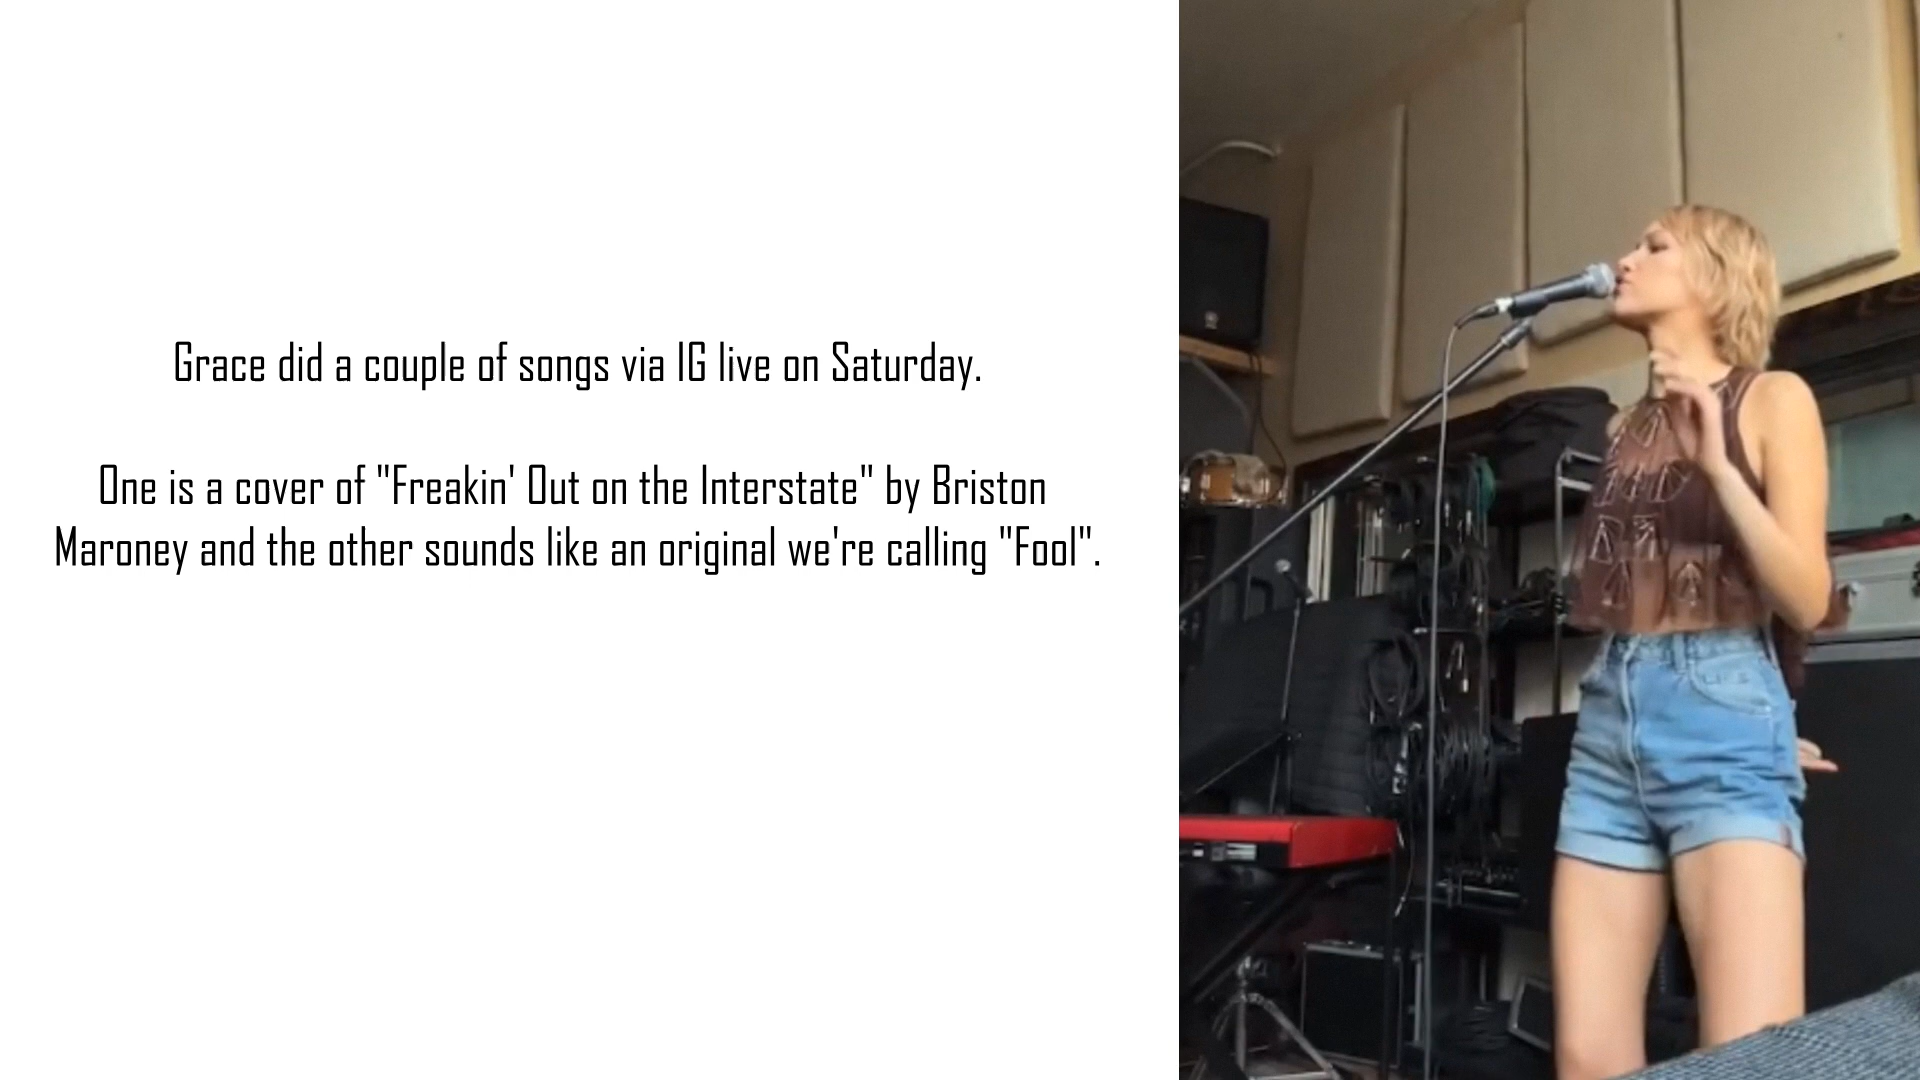 Grace did a couple of songs via IG live on Saturday.
One is a cover of "Freakin' Out on the Interstate" by Briston
Maroney and the other sounds like an original we're calling "Fool".